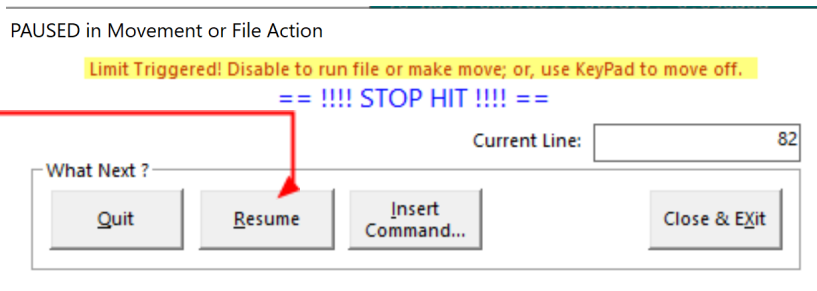 PAUSED in Movement or File Action
Limit Triggered! Disable to run file or make move; or, use KeyPad to move off.
== !!!! STOP HIT !!!! ==
Current Line: 82
What Next ?
Quit Resume Insert Command... Close & EXit